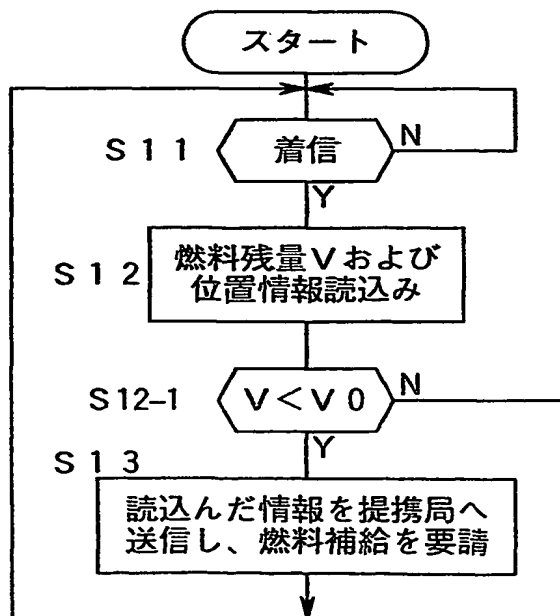 スタート
S11
着信
N
Y
S12
燃料残量Vおよび
位置情報読込み
S12-1
V<V0
N
Y
S13
読込んだ情報を提携局へ
送信し、燃料補給を要請